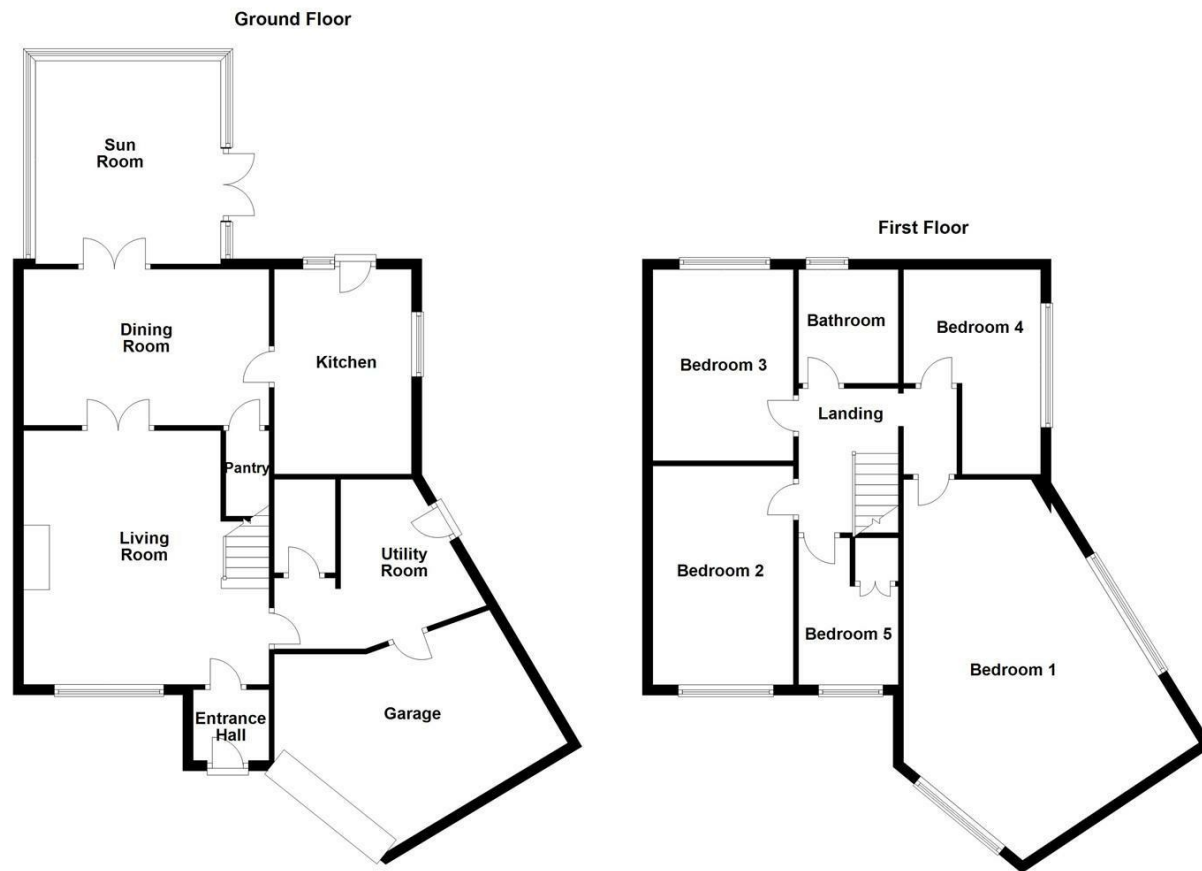 Ground Floor
Sun
Room
Dining
Room
Kitchen
Pantry
Living
Room
Utility
Room
Entrance
Hall
Garage
First Floor
Bathroom
Bedroom 4
Bedroom 3
Landing
Bedroom 2
Bedroom 5
Bedroom 1